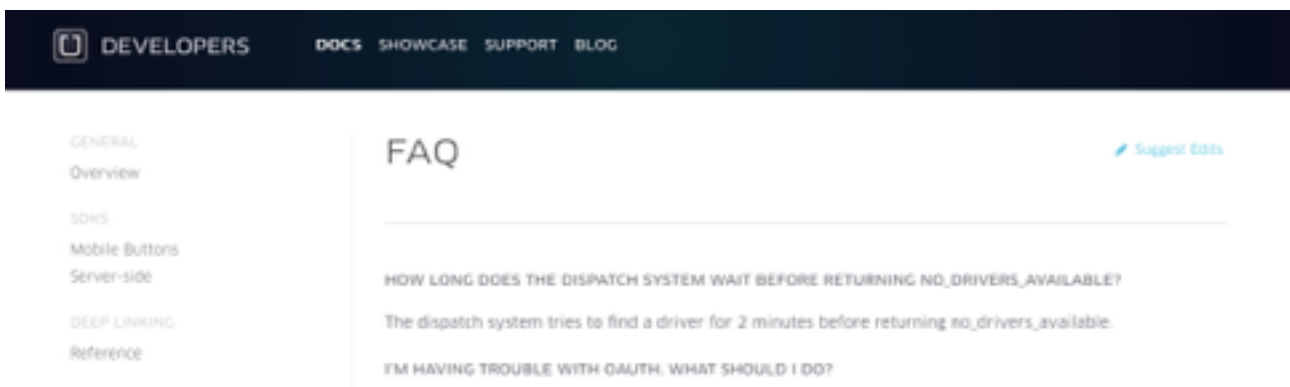 DEVELOPERS DOCS SHOWCASE SUPPORT BLOG
GENERAL
Overview
SDKS
Mobile Buttons
Server-side
DEEP LINKING
Reference
FAQ
Suggest Edits
HOW LONG DOES THE DISPATCH SYSTEM WAIT BEFORE RETURNING NO_DRIVERS_AVAILABLE?
The dispatch system tries to find a driver for 2 minutes before returning no_drivers_available.
I'M HAVING TROUBLE WITH OAUTH. WHAT SHOULD I DO?